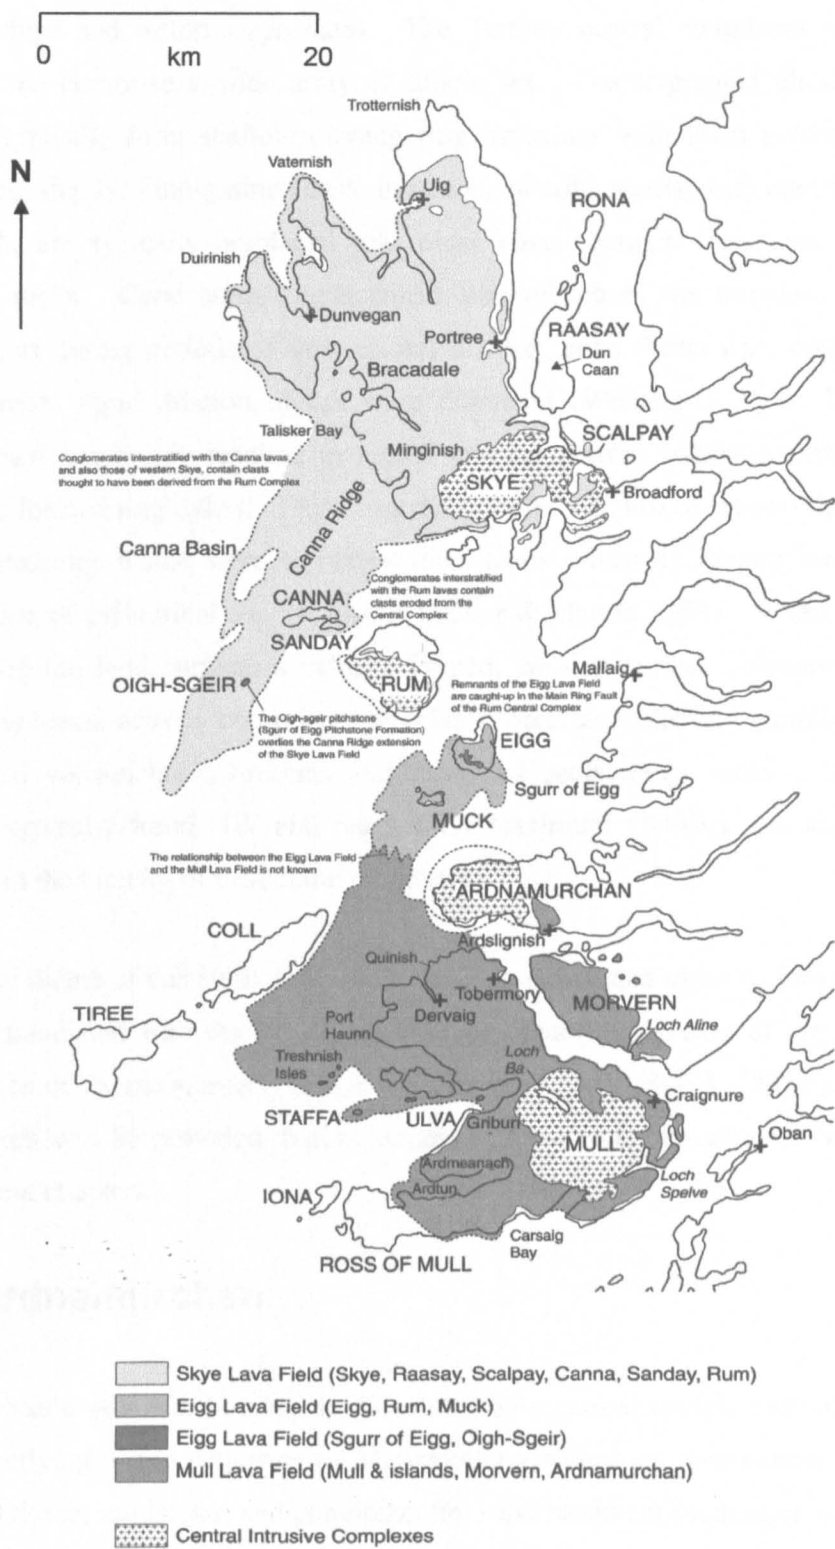 0 20
km
N
Trotternish
Vaternish
Uig
RONA
Duirinish
Dunvegan
Portree
RAASAY
Dun
Caan
Bracadale
Talisker Bay
SCALPAY
Minginish
Conglomerates interstratified with the Canna lavas,
and also those of western Skye, contain clasts
thought to have been derived from the Rum Complex
SKYE
Broadford
Canna Ridge
Canna Basin
Conglomerates interstratified
with the Rum lavas contain
clasts eroded from the
Central Complex
CANNA
SANDAY
Mallaig
OIGH-SGEIR
RUM
Remnants of the Eigg Lava Field
are caught-up in the Main Ring Fault
of the Rum Central Complex
The Oigh-sgeir pitchstone
(Sgurr of Eigg Pitchstone Formation)
overlies the Canna Ridge extension
of the Skye Lava Field
EIGG
Sgurr of Eigg
MUCK
The relationship between the Eigg Lava Field
and the Mull Lava Field is not known
ARDNAMURCHAN
COLL
Ardslignish
Quinish
Tobermory
TIREE
Dervaig
MORVERN
Port
Haunn
Loch Aline
Treshnish
Isles
Loch
Ba
Craignure
STAFFA
ULVA
Griburi
MULL
Oban
Ardmeanach
Loch
Spelve
IONA
Ardtun
Carsaig
Bay
ROSS OF MULL
Skye Lava Field (Skye, Raasay, Scalpay, Canna, Sanday, Rum)
Eigg Lava Field (Eigg, Rum, Muck)
Eigg Lava Field (Sgurr of Eigg, Oigh-Sgeir)
Mull Lava Field (Mull & islands, Morvern, Ardnamurchan)
Central Intrusive Complexes